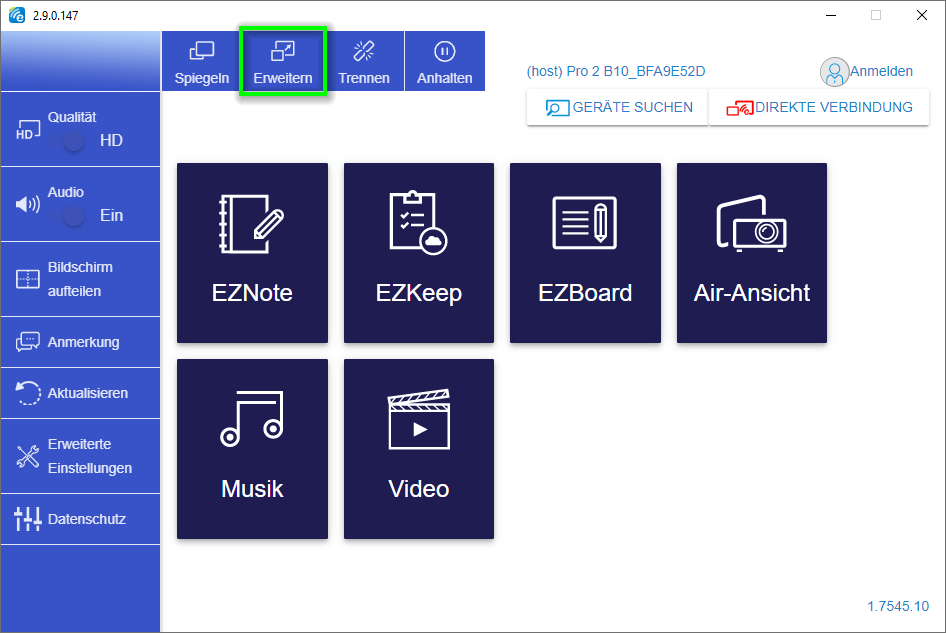 2.9.0.147
Spiegeln
Erweitern
Trennen
Anhalten
(host) Pro 2 B10_BFA9E52D
Anmelden
GERÄTE SUCHEN
DIREKTE VERBINDUNG
Qualität
HD
HD
Audio
Ein
Bildschirm
aufteilen
Anmerkung
Aktualisieren
Erweiterte
Einstellungen
Datenschutz
EZNote
EZKeep
EZBoard
Air-Ansicht
Musik
Video
1.7545.10